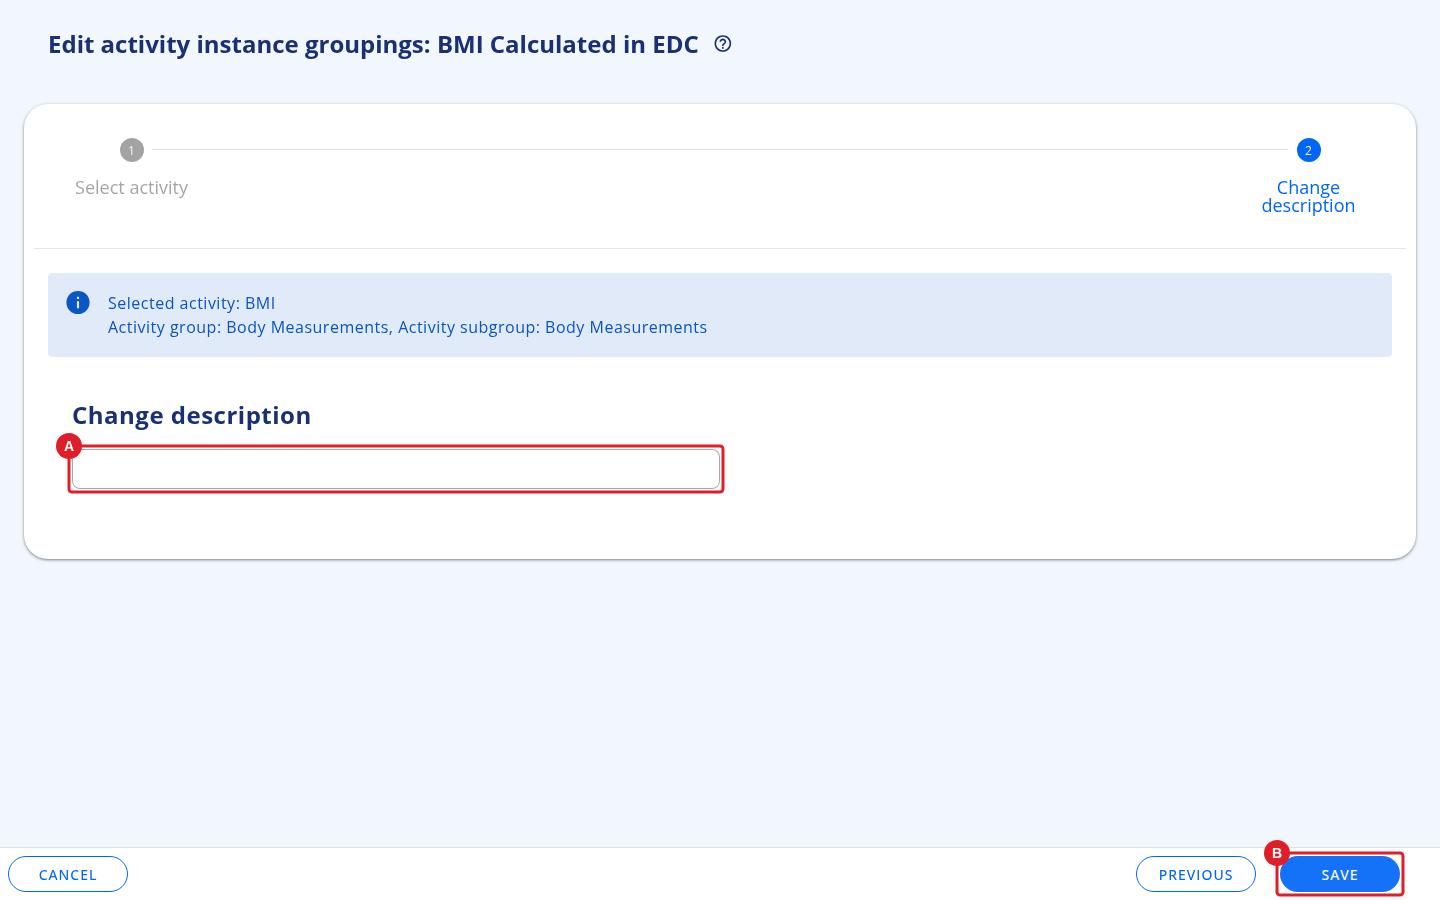 Edit activity instance groupings: BMI Calculated in EDC ?
1
2
Select activity
Change
description
i
Selected activity: BMI
Activity group: Body Measurements, Activity subgroup: Body Measurements
Change description
A
B
CANCEL
PREVIOUS
SAVE